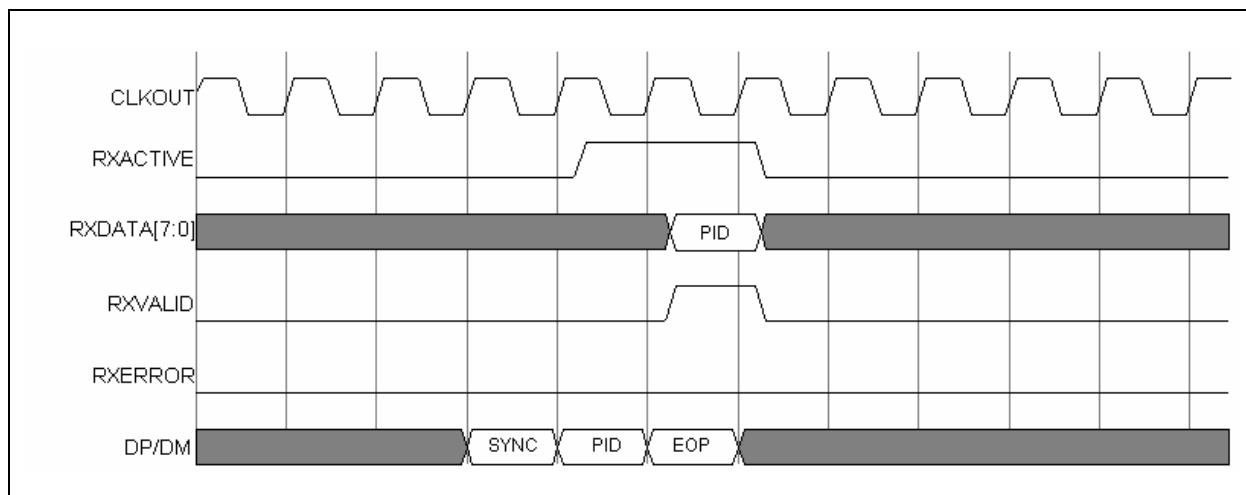 CLKOUT
RXACTIVE
RXDATA[7:0]
PID
RXVALID
RXERROR
DP/DM
SYNC
PID
EOP